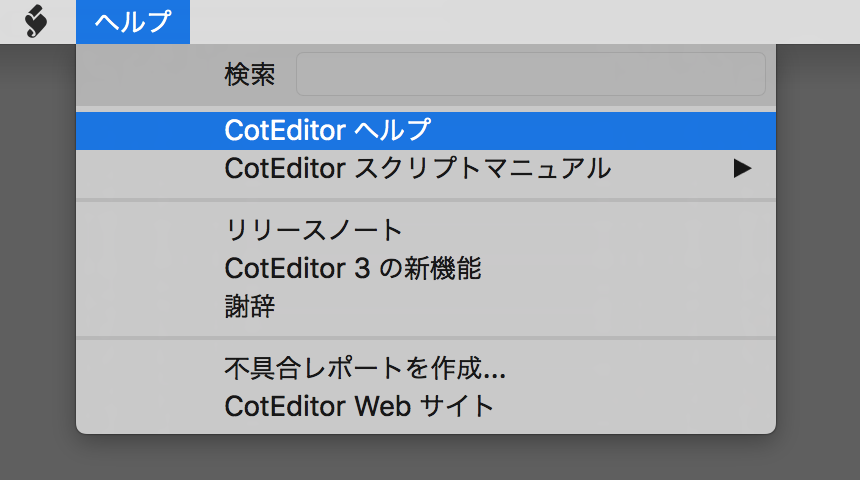 ヘルプ
検索
CotEditor ヘルプ
CotEditor スクリプトマニュアル
リリースノート
CotEditor 3 の新機能
謝辞
不具合レポートを作成...
CotEditor Web サイト